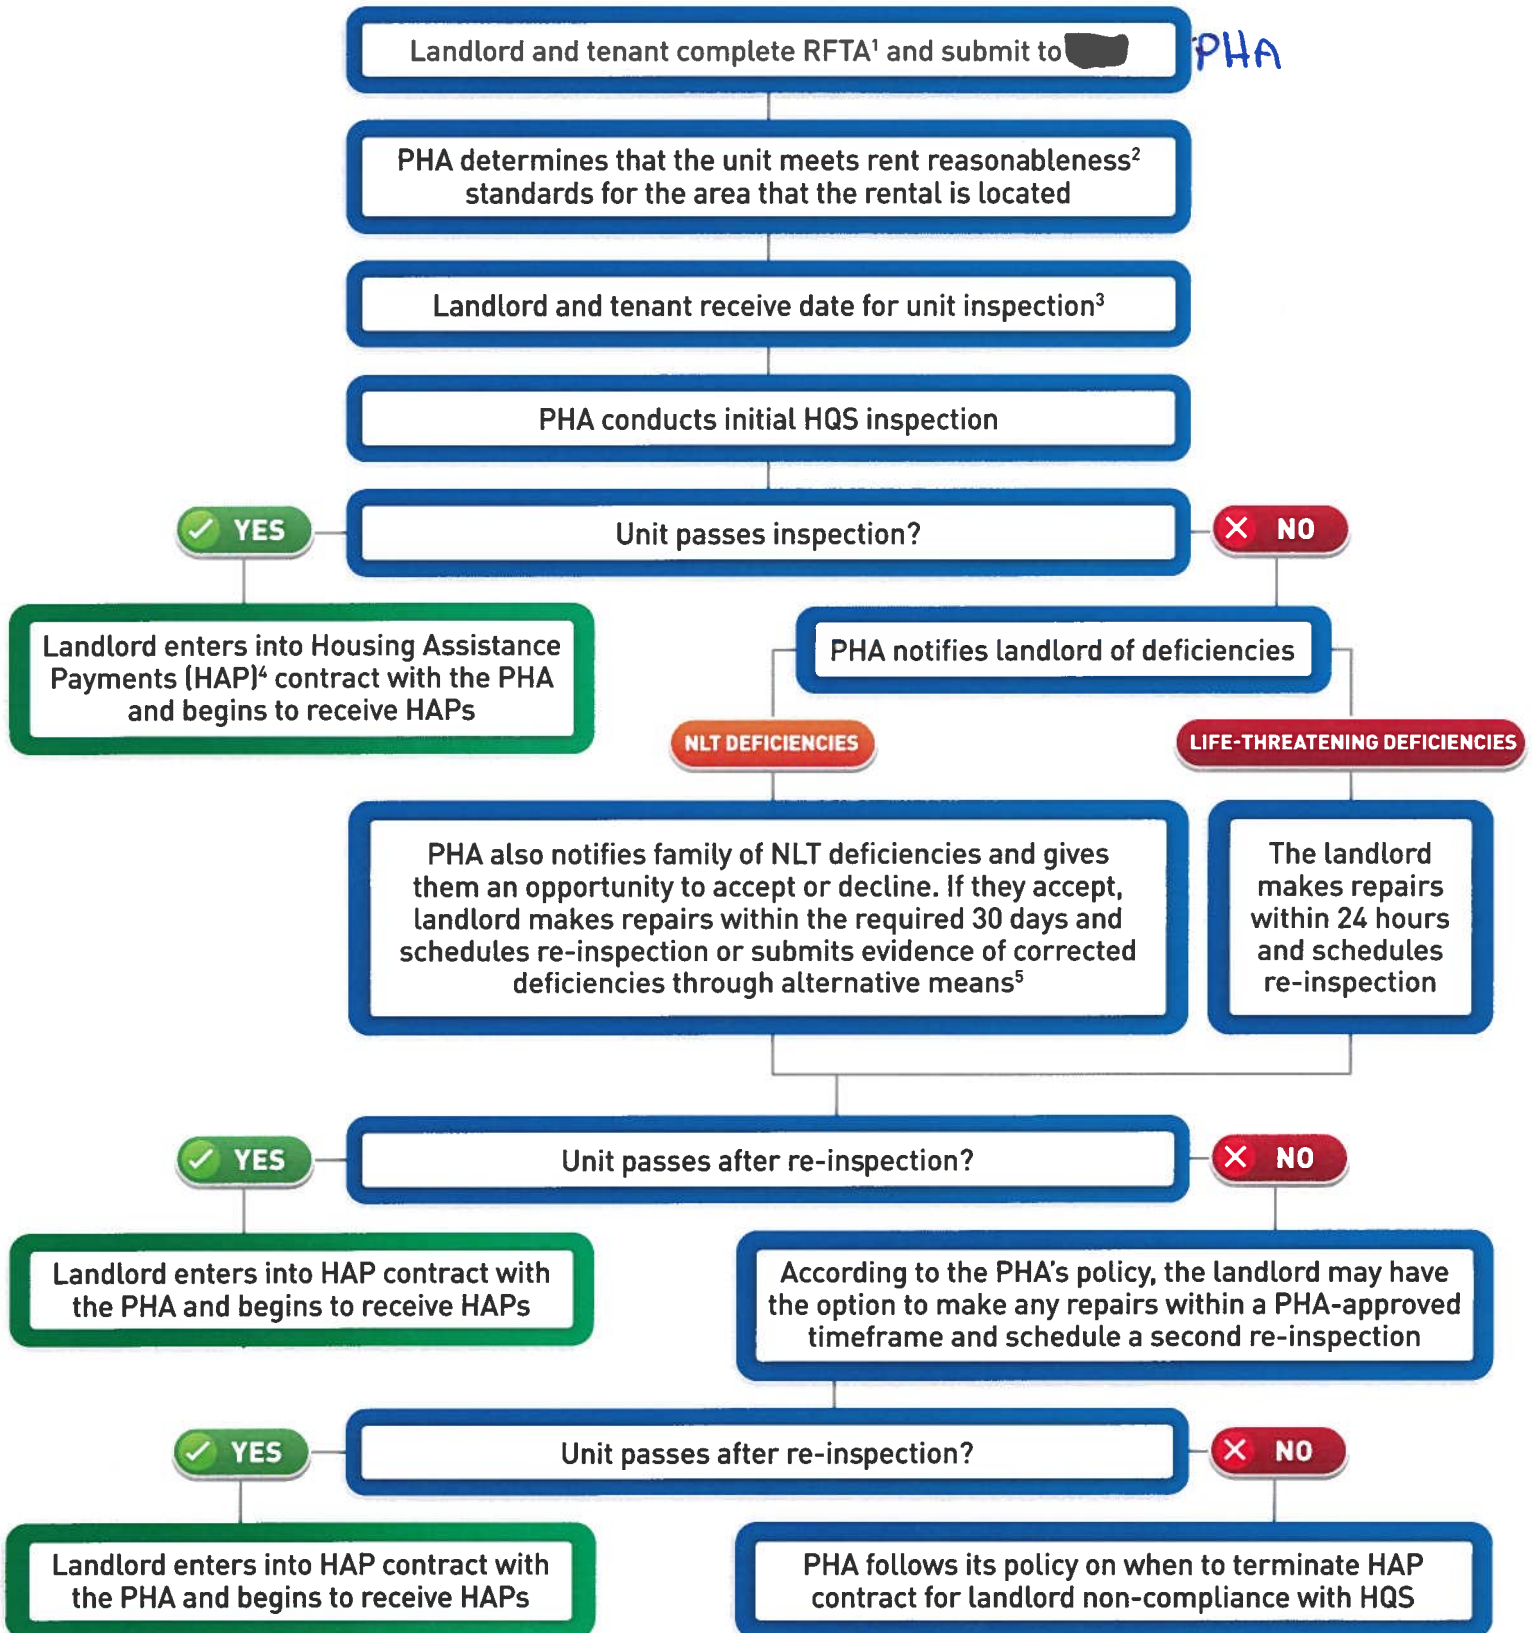 Landlord and tenant complete RFTA¹ and submit to
PHA
PHA determines that the unit meets rent reasonableness²
standards for the area that the rental is located
Landlord and tenant receive date for unit inspection³
PHA conducts initial HQS inspection
YES
Unit passes inspection?
NO
Landlord enters into Housing Assistance
Payments (HAP)⁴ contract with the PHA
and begins to receive HAPs
PHA notifies landlord of deficiencies
NLT DEFICIENCIES
LIFE-THREATENING DEFICIENCIES
PHA also notifies family of NLT deficiencies and gives
them an opportunity to accept or decline. If they accept,
landlord makes repairs within the required 30 days and
schedules re-inspection or submits evidence of corrected
deficiencies through alternative means⁵
The landlord
makes repairs
within 24 hours
and schedules
re-inspection
YES
Unit passes after re-inspection?
NO
Landlord enters into HAP contract with
the PHA and begins to receive HAPs
According to the PHA's policy, the landlord may have
the option to make any repairs within a PHA-approved
timeframe and schedule a second re-inspection
YES
Unit passes after re-inspection?
NO
Landlord enters into HAP contract with
the PHA and begins to receive HAPs
PHA follows its policy on when to terminate HAP
contract for landlord non-compliance with HQS